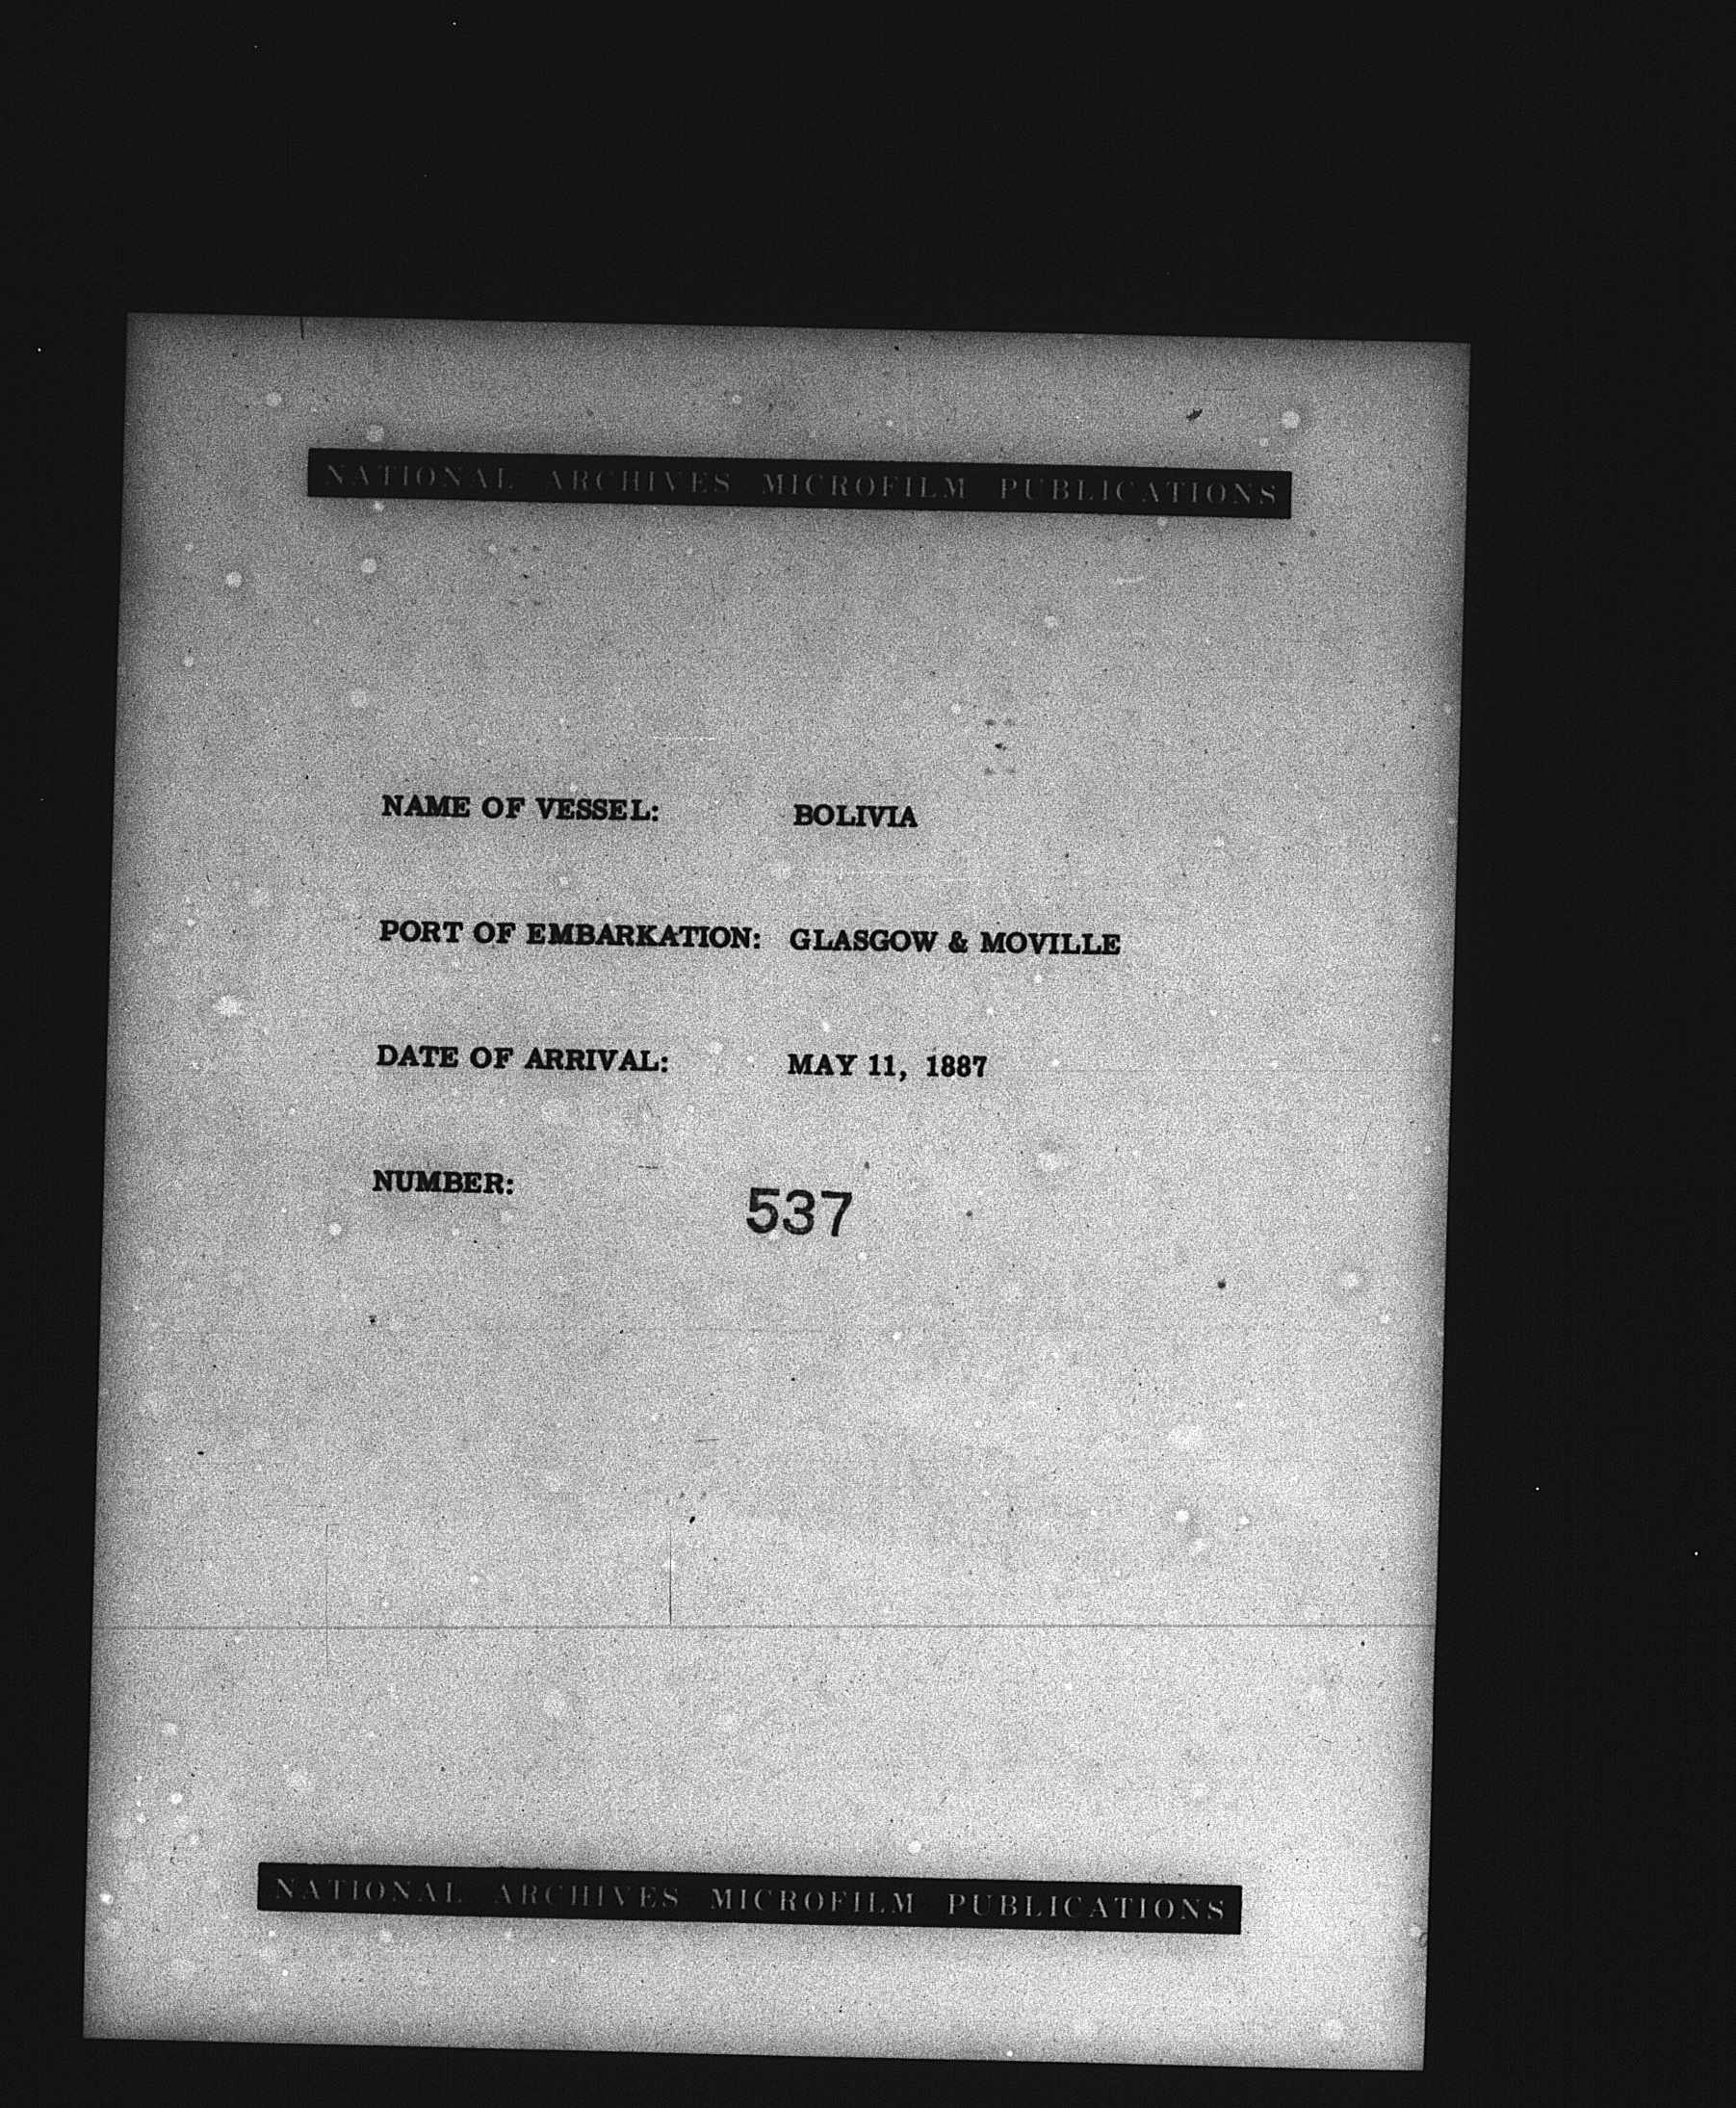 NATIONAL ARCHIVES MICROFILM PUBLICATIONS
NAME OF VESSEL: BOLIVIA
PORT OF EMBARKATION: GLASGOW & MOVILLE
DATE OF ARRIVAL: MAY 11, 1887
NUMBER: 537
NATIONAL ARCHIVES MICROFILM PUBLICATIONS